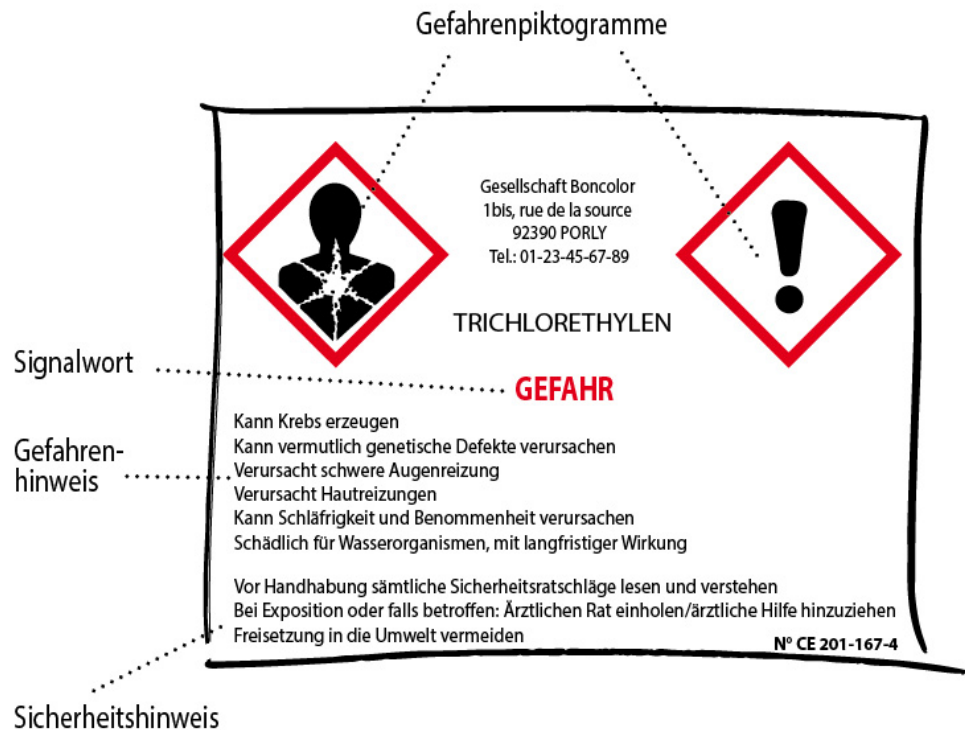 Gefahrenpiktogramme
Gesellschaft Boncolor
1bis, rue de la source
92390 PORLY
Tel.: 01-23-45-67-89
TRICHLORETHYLEN
Signalwort
GEFAHR
Gefahren-
hinweis
Kann Krebs erzeugen
Kann vermutlich genetische Defekte verursachen
Verursacht schwere Augenreizung
Verursacht Hautreizungen
Kann Schläfrigkeit und Benommenheit verursachen
Schädlich für Wasserorganismen, mit langfristiger Wirkung
Vor Handhabung sämtliche Sicherheitsratschläge lesen und verstehen
Bei Exposition oder falls betroffen: Ärztlichen Rat einholen/ärztliche Hilfe hinzuziehen
Freisetzung in die Umwelt vermeiden
N° CE 201-167-4
Sicherheitshinweis